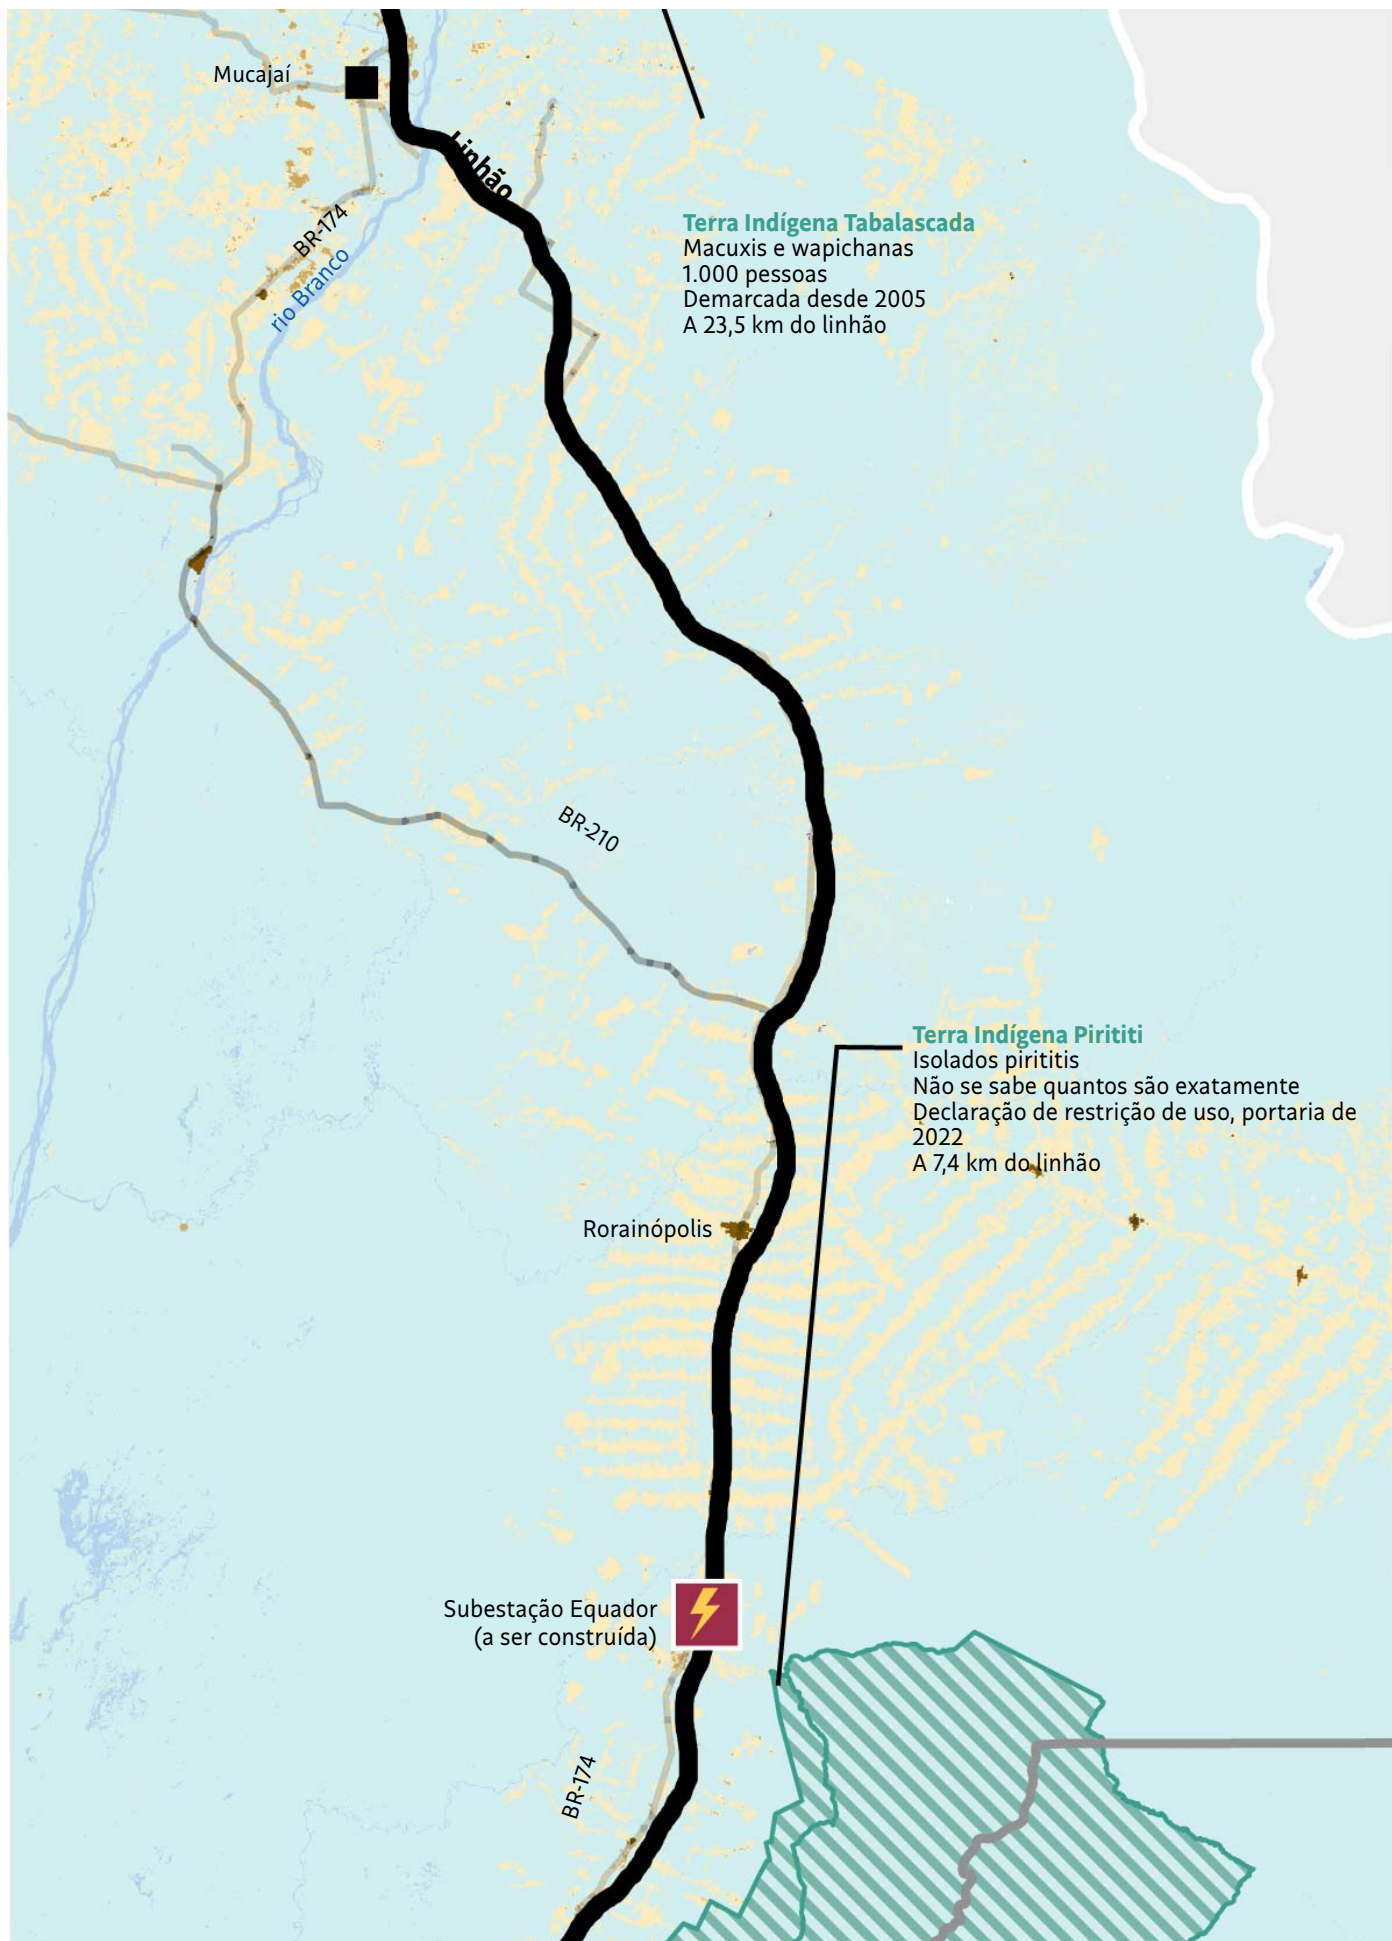 Mucajaí
Linhão
BR-174
rio Branco
Terra Indígena Tabalascada
Macuxis e wapichanas
1.000 pessoas
Demarcada desde 2005
A 23,5 km do linhão
BR-210
Terra Indígena Pirititi
Isolados pirititis
Não se sabe quantos são exatamente
Declaração de restrição de uso, portaria de
2022
A 7,4 km do linhão
Rorainópolis
Subestação Equador
(a ser construída)
BR-174